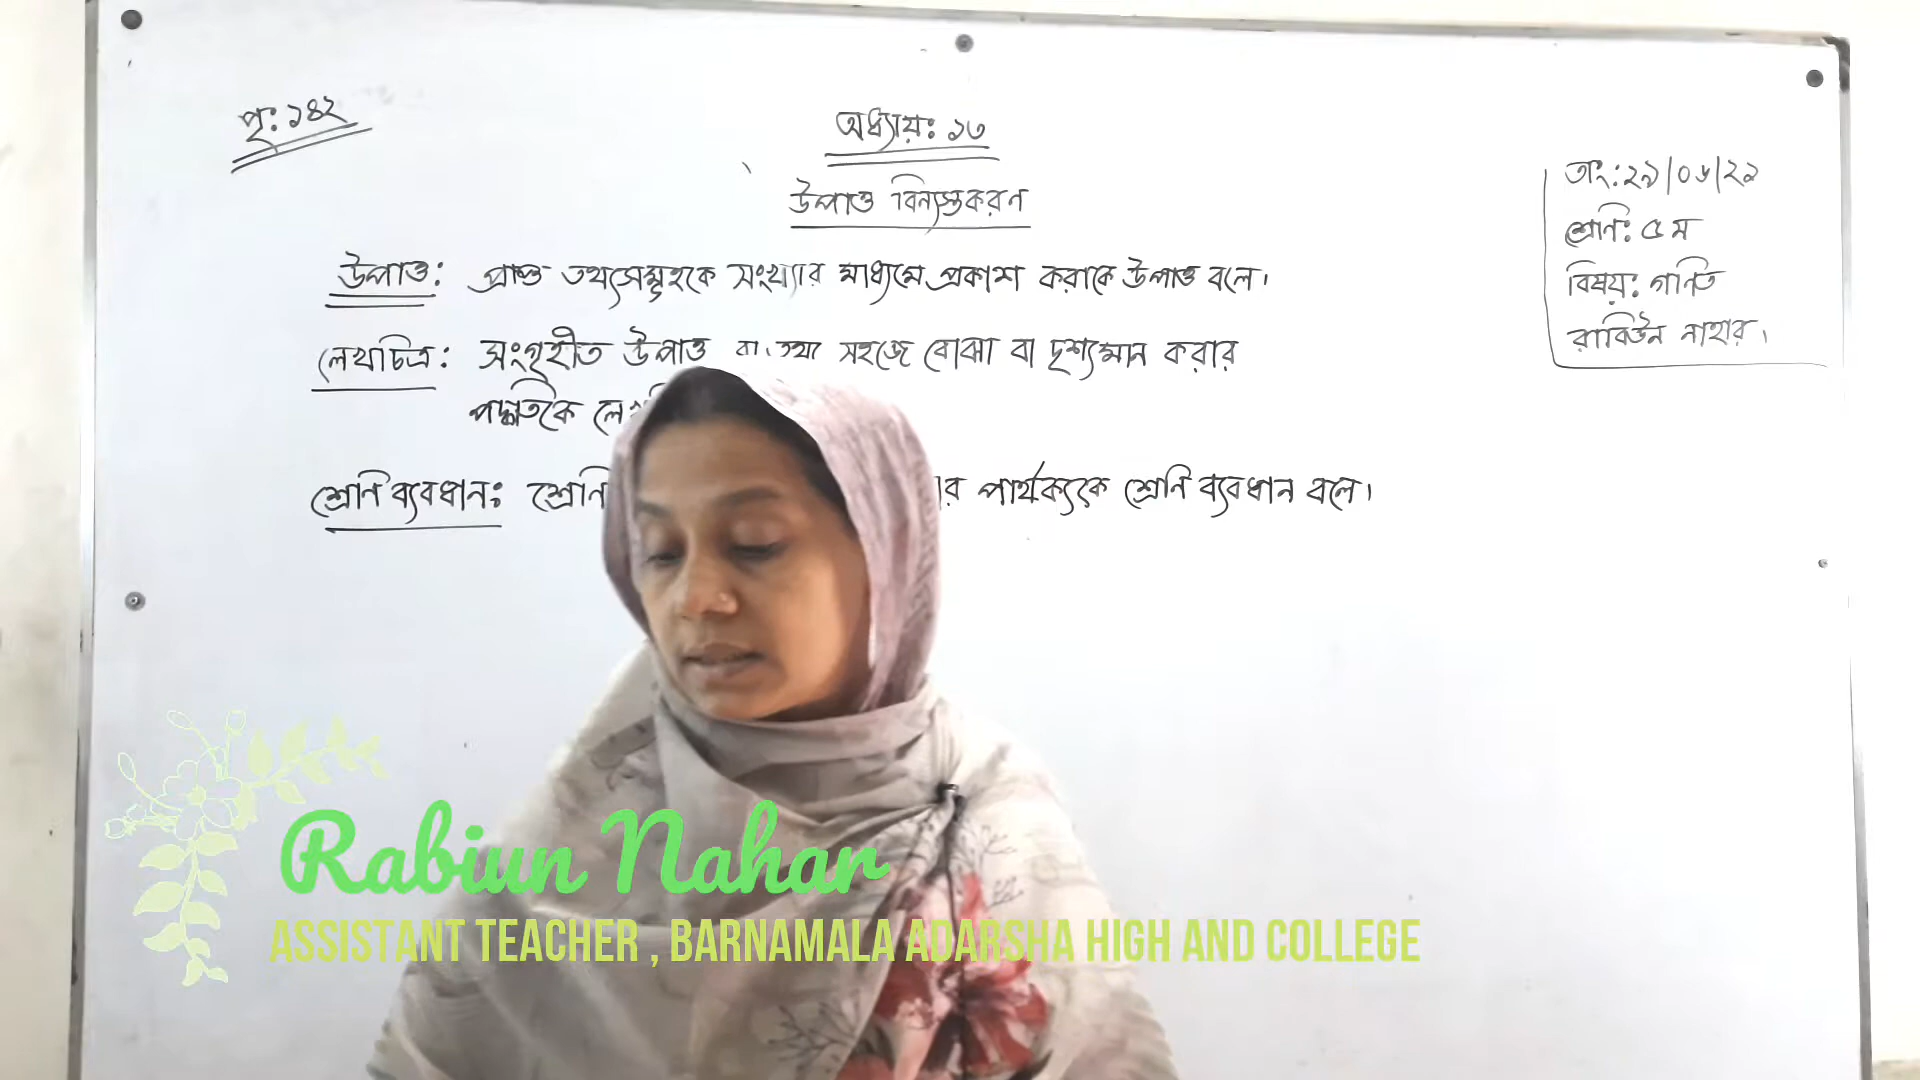 পৃ: ১৪২
অধ্যায়: ১৩
উপাত্ত বিন্যস্তকরণ
তাং: ২৯/০৬/২১
শ্রেণি: ৫ম
বিষয়: গণিত
রাবিউন নাহার।
উপাত্ত: প্রাপ্ত তথ্যসমূহকে সংখ্যার মাধ্যমে প্রকাশ করাকে উপাত্ত বলে।
লেখচিত্র: সংগৃহীত উপাত্ত বা তথ্য সহজে বোঝা বা দৃশ্যমান করার
পদ্ধতিকে
শ্রেণি ব্যবধান: শ্রেণি পার্থক্যকে শ্রেণি ব্যবধান বলে।
Rabiun Nahar
ASSISTANT TEACHER , BARNAMALA ADARSHA HIGH AND COLLEGE